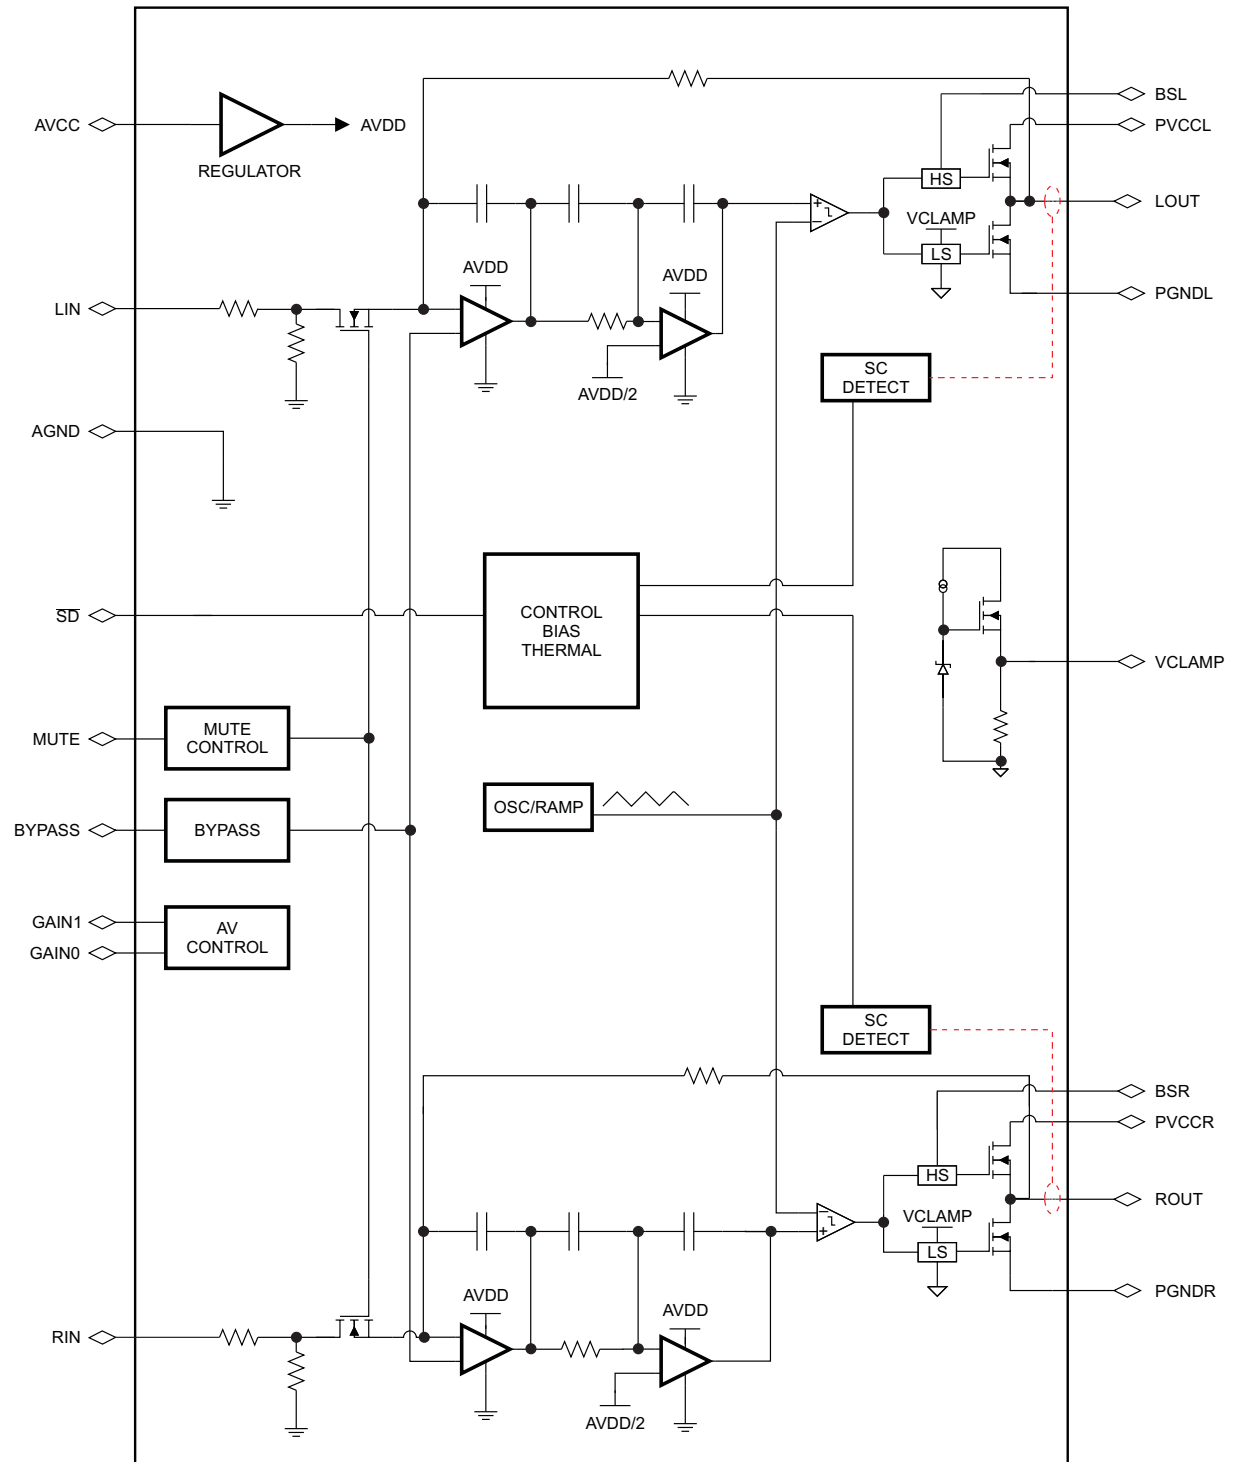 BSL
AVCC
AVDD
PVCCL
REGULATOR
HS
LOUT
VCLAMP
LS
AVDD
AVDD
LIN
PGNDL
AVDD/2
SC
DETECT
AGND
SD
CONTROL
BIAS
THERMAL
VCLAMP
MUTE
MUTE
CONTROL
OSC/RAMP
BYPASS
BYPASS
GAIN1
GAIN0
AV
CONTROL
SC
DETECT
BSR
PVCCR
HS
ROUT
VCLAMP
LS
PGNDR
AVDD
AVDD
RIN
AVDD/2